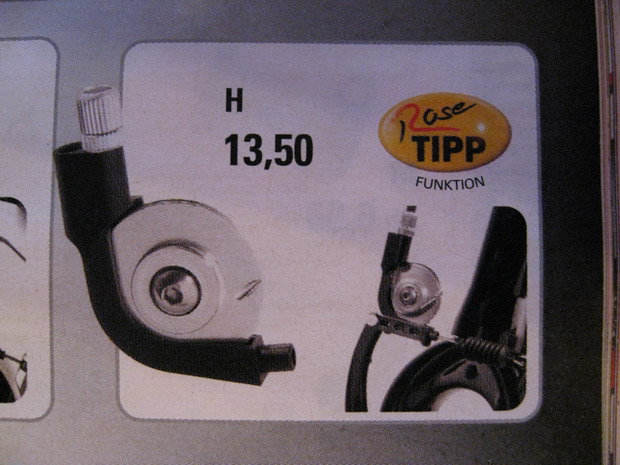 H
13,50
Rose
TIPP
FUNKTION